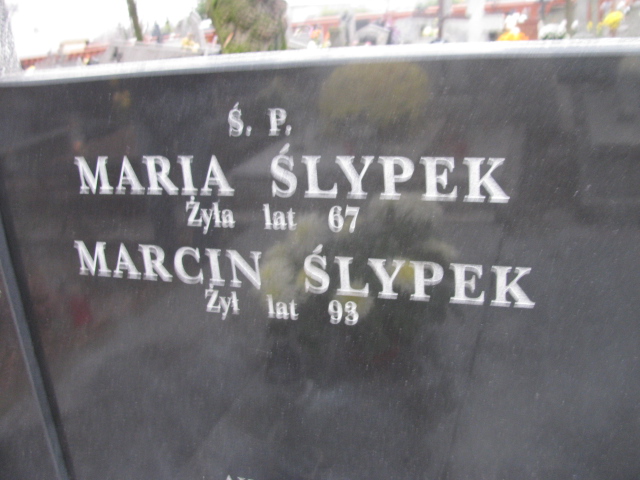 Ś. P.
MARIA ŚLYPEK
Żyła lat 67
MARCIN ŚLYPEK
Żył lat 93